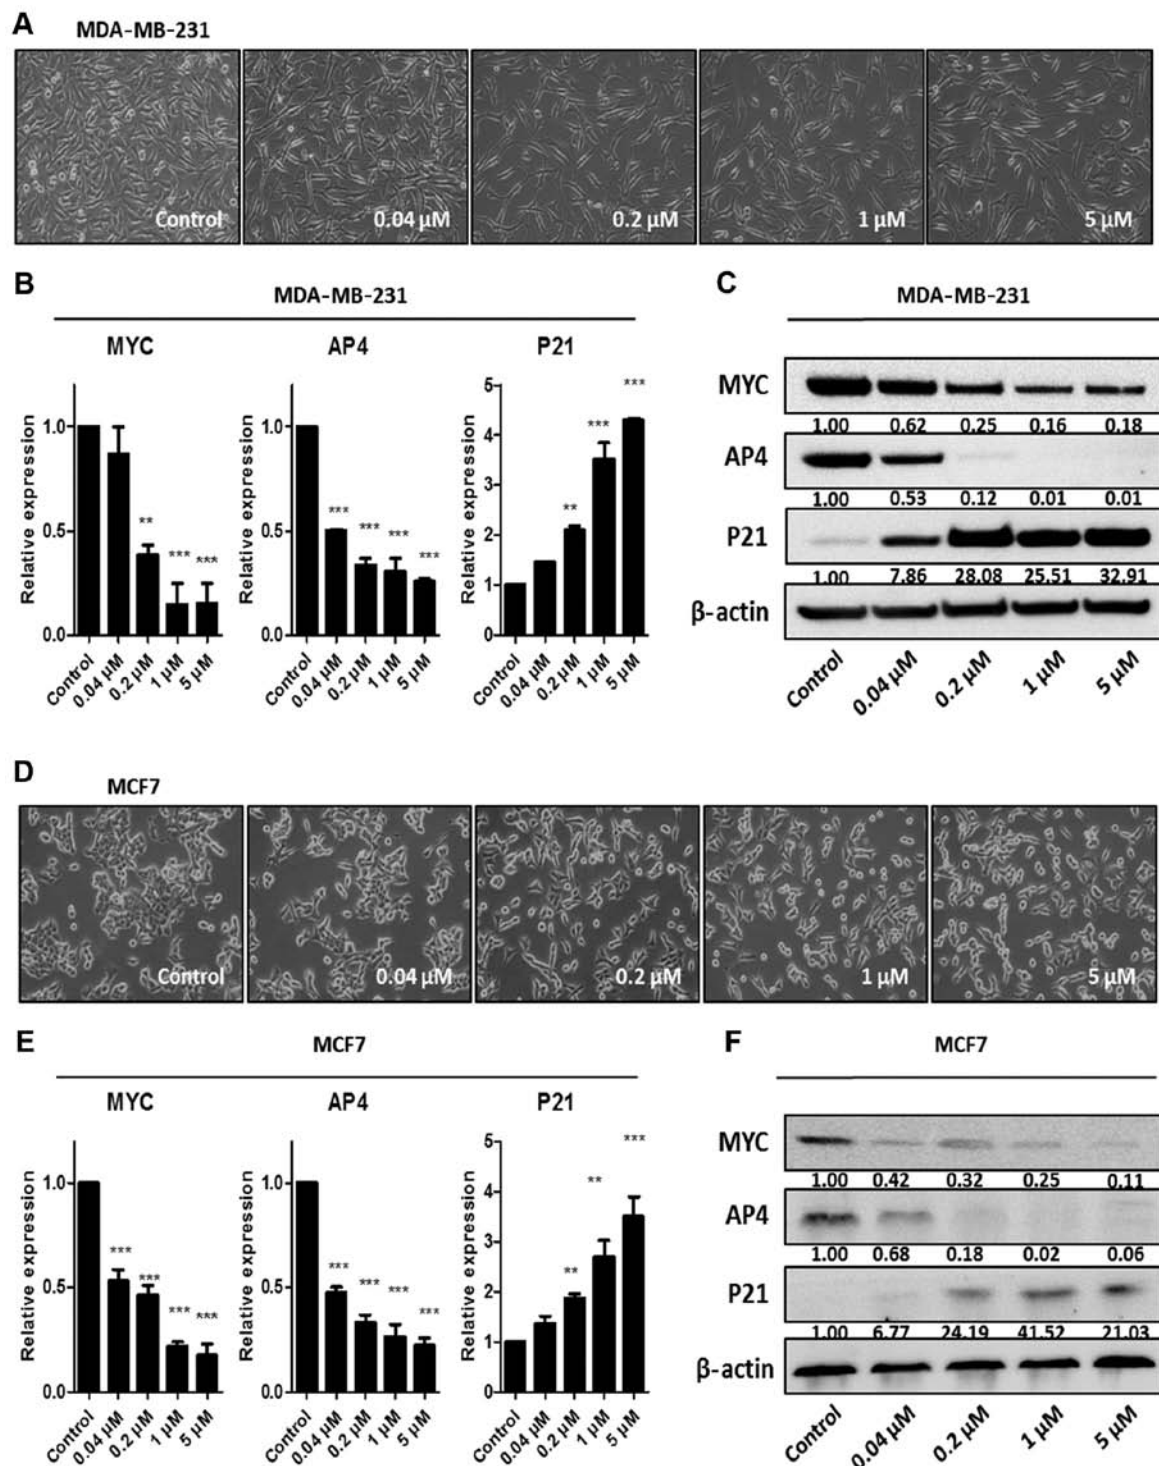 A
MDA-MB-231
Control
0.04 µM
0.2 µM
1 µM
5 µM
B
MDA-MB-231
MYC
AP4
P21
Relative expression
1.0
0.5
0.0
**
***
***
Control
0.04 µM
0.2 µM
1 µM
5 µM
Relative expression
1.0
0.5
0.0
***
***
***
***
Control
0.04 µM
0.2 µM
1 µM
5 µM
Relative expression
5
4
3
2
1
0
**
***
***
Control
0.04 µM
0.2 µM
1 µM
5 µM
C
MDA-MB-231
MYC
1.00 0.62 0.25 0.16 0.18
AP4
1.00 0.53 0.12 0.01 0.01
P21
1.00 7.86 28.08 25.51 32.91
β-actin
Control
0.04 µM
0.2 µM
1 µM
5 µM
D
MCF7
Control
0.04 µM
0.2 µM
1 µM
5 µM
E
MCF7
MYC
AP4
P21
Relative expression
1.0
0.5
0.0
***
***
***
***
Control
0.04 µM
0.2 µM
1 µM
5 µM
Relative expression
1.0
0.5
0.0
***
***
***
***
Control
0.04 µM
0.2 µM
1 µM
5 µM
Relative expression
5
4
3
2
1
0
**
**
***
Control
0.04 µM
0.2 µM
1 µM
5 µM
F
MCF7
MYC
1.00 0.42 0.32 0.25 0.11
AP4
1.00 0.68 0.18 0.02 0.06
P21
1.00 6.77 24.19 41.52 21.03
β-actin
Control
0.04 µM
0.2 µM
1 µM
5 µM